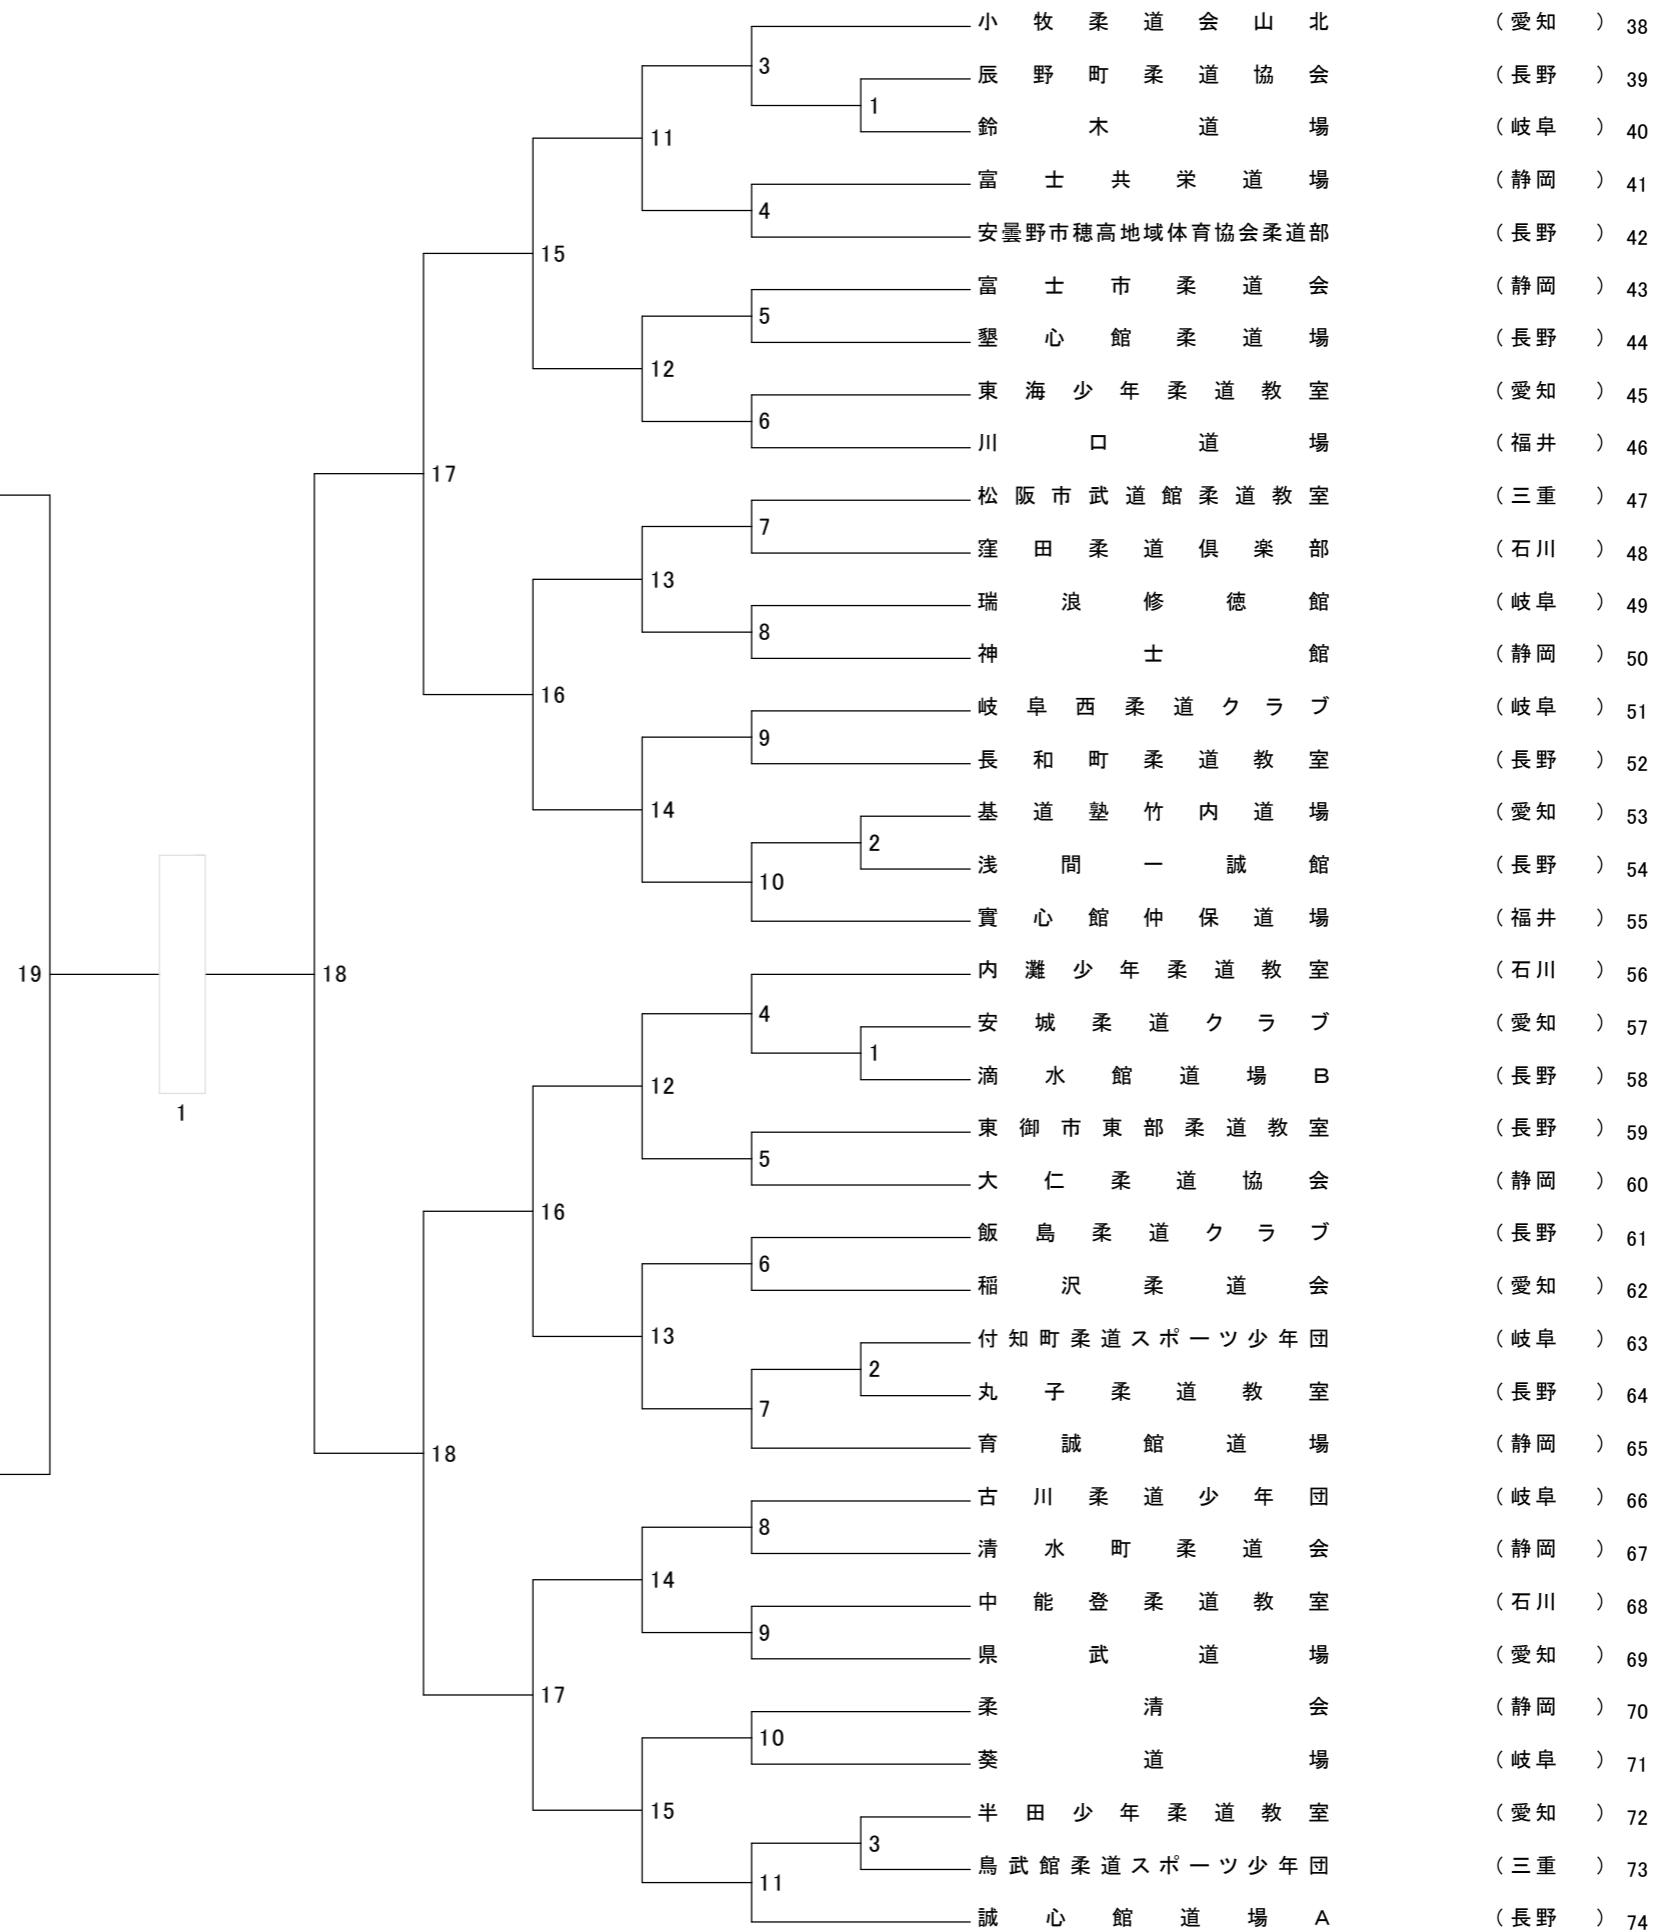 小牧柔道会山北 (愛知) 38
3
辰野町柔道協会 (長野) 39
1
鈴木道場 (岐阜) 40
11
富士共栄道場 (静岡) 41
4
安曇野市穂高地域体育協会柔道部 (長野) 42
15
富士市柔道会 (静岡) 43
5
墾心館柔道場 (長野) 44
12
東海少年柔道教室 (愛知) 45
6
川口道場 (福井) 46
17
松阪市武道館柔道教室 (三重) 47
7
窪田柔道倶楽部 (石川) 48
13
瑞浪修徳館 (岐阜) 49
8
神士館 (静岡) 50
16
岐阜西柔道クラブ (岐阜) 51
9
長和町柔道教室 (長野) 52
14
基道塾竹内道場 (愛知) 53
2
浅間一誠館 (長野) 54
10
實心館仲保道場 (福井) 55
19
18
内灘少年柔道教室 (石川) 56
4
安城柔道クラブ (愛知) 57
1
滴水館道場B (長野) 58
12
1
東御市東部柔道教室 (長野) 59
5
大仁柔道協会 (静岡) 60
16
飯島柔道クラブ (長野) 61
6
稲沢柔道会 (愛知) 62
13
付知町柔道スポーツ少年団 (岐阜) 63
2
丸子柔道教室 (長野) 64
7
育誠館道場 (静岡) 65
18
古川柔道少年団 (岐阜) 66
8
清水町柔道会 (静岡) 67
14
中能登柔道教室 (石川) 68
9
県武道場 (愛知) 69
17
柔清会 (静岡) 70
10
葵道場 (岐阜) 71
15
半田少年柔道教室 (愛知) 72
3
鳥武館柔道スポーツ少年団 (三重) 73
11
誠心館道場A (長野) 74